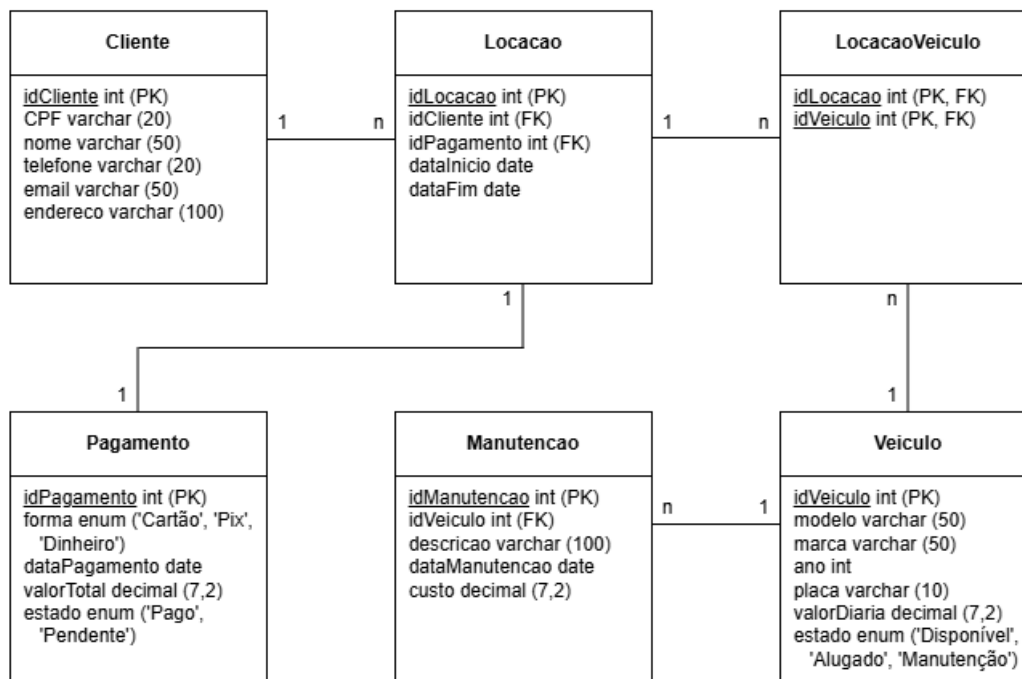 Cliente
idCliente int (PK)
CPF varchar (20)
nome varchar (50)
telefone varchar (20)
email varchar (50)
endereco varchar (100)
1
n
Locacao
idLocacao int (PK)
idCliente int (FK)
idPagamento int (FK)
dataInicio date
dataFim date
1
n
LocacaoVeiculo
idLocacao int (PK, FK)
idVeiculo int (PK, FK)
1
n
1
1
Pagamento
idPagamento int (PK)
forma enum ('Cartão', 'Pix',
'Dinheiro')
dataPagamento date
valorTotal decimal (7,2)
estado enum ('Pago',
'Pendente')
Manutencao
idManutencao int (PK)
idVeiculo int (FK)
descricao varchar (100)
dataManutencao date
custo decimal (7,2)
n
1
Veiculo
idVeiculo int (PK)
modelo varchar (50)
marca varchar (50)
ano int
placa varchar (10)
valorDiaria decimal (7,2)
estado enum ('Disponível',
'Alugado', 'Manutenção')